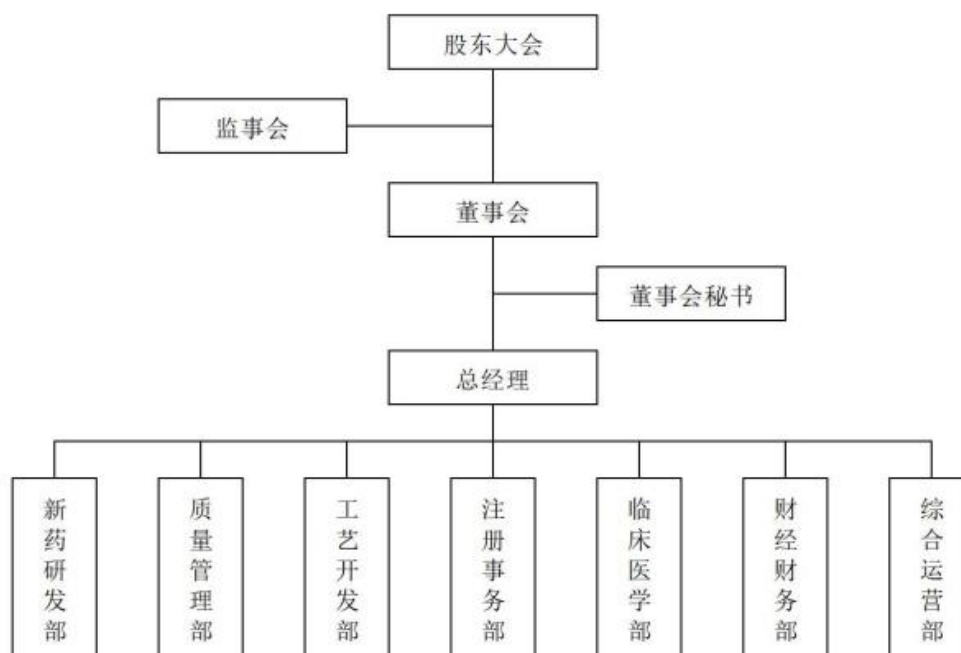 股东大会
监事会
董事会
董事会秘书
总经理
新药研发部
质量管理部
工艺开发部
注册事务部
临床医学部
财经财务部
综合运营部